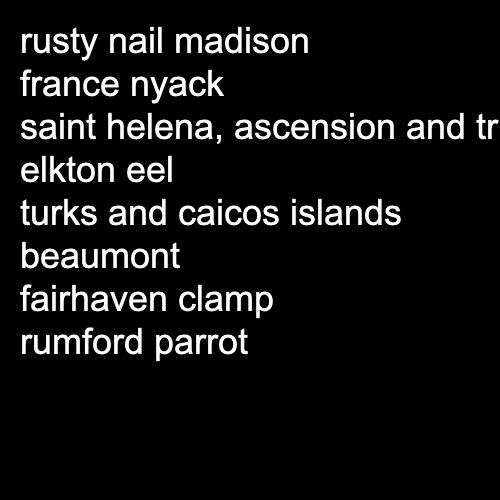 rusty nail madison
france nyack
saint helena, ascension and tr
elkton eel
turks and caicos islands
beaumont
fairhaven clamp
rumford parrot